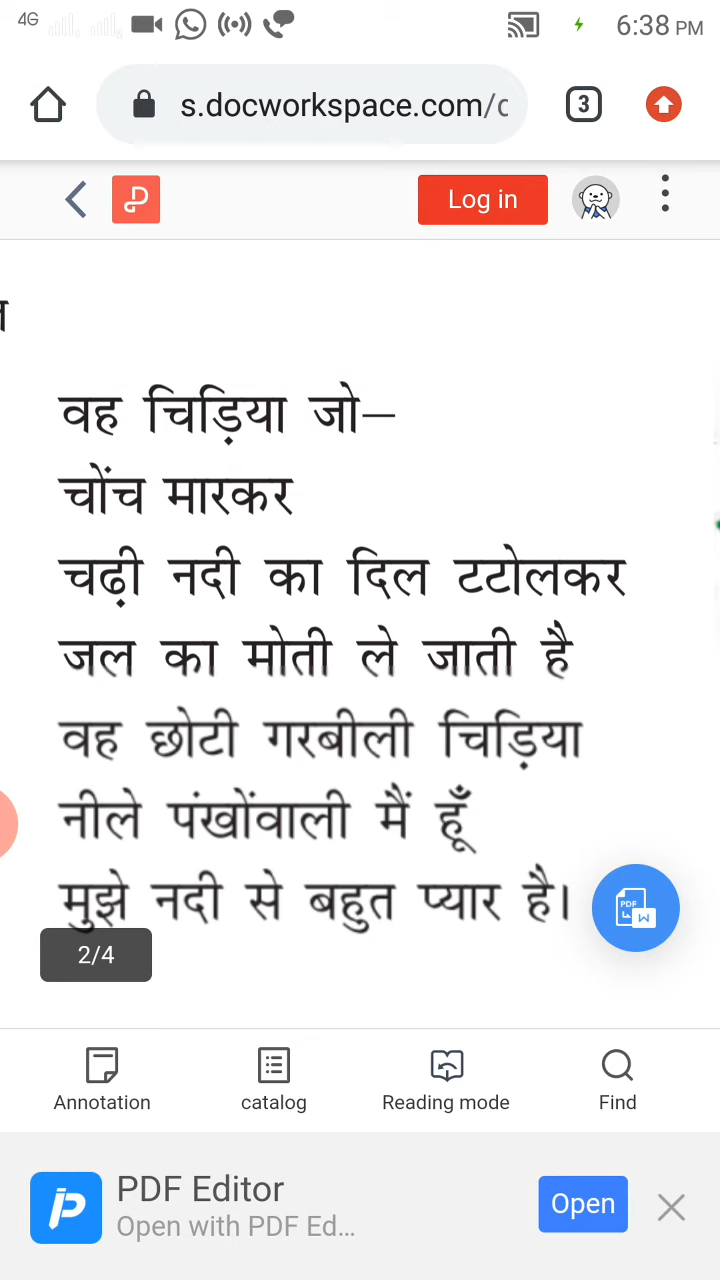 4G 6:38 PM
s.docworkspace.com/c 3
Log in
वह चिड़िया जो–
चोंच मारकर
चढ़ी नदी का दिल टटोलकर
जल का मोती ले जाती है
वह छोटी गरबीली चिड़िया
नीले पंखोंवाली मैं हूँ
मुझे नदी से बहुत प्यार है।
PDF W
2/4
Annotation catalog Reading mode Find
PDF Editor
Open with PDF Ed...
Open